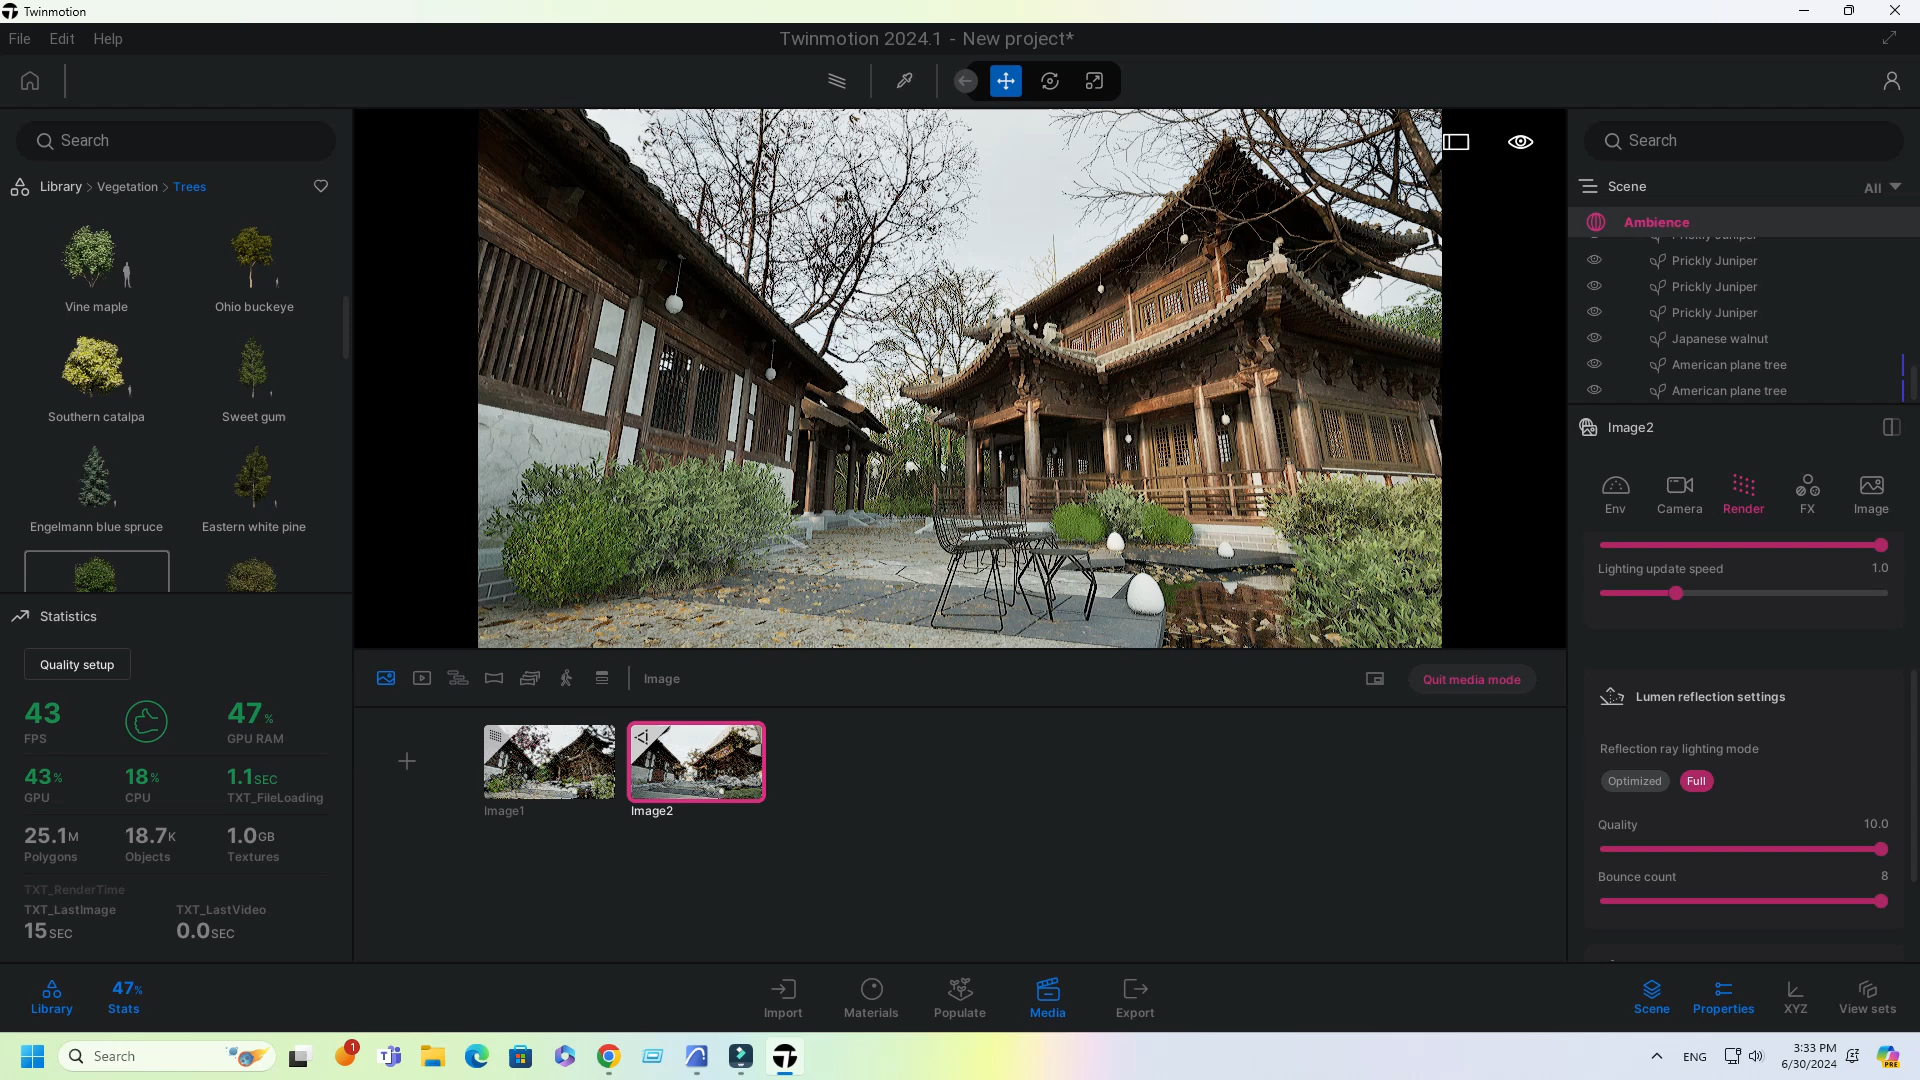 Twinmotion
File Edit Help
Twinmotion 2024.1 - New project*
Search
Library > Vegetation > Trees
Vine maple
Ohio buckeye
Southern catalpa
Sweet gum
Engelmann blue spruce
Eastern white pine
Statistics
Quality setup
43
FPS
47%
GPU RAM
43%
GPU
18%
CPU
1.1SEC
TXT_FileLoading
25.1M
Polygons
18.7K
Objects
1.0GB
Textures
TXT_RenderTime
TXT_LastImage
15SEC
TXT_LastVideo
0.0SEC
Image
Quit media mode
Image1
Image2
Search
Scene
All
Ambience
Prickly Juniper
Prickly Juniper
Prickly Juniper
Prickly Juniper
Japanese walnut
American plane tree
American plane tree
Image2
Env
Camera
Render
FX
Image
Lighting update speed 1.0
Lumen reflection settings
Reflection ray lighting mode
Optimized Full
Quality 10.0
Bounce count 8
Library
47%
Stats
Import
Materials
Populate
Media
Export
Scene
Properties
XYZ
View sets
Search
1
ENG
3:33 PM
6/30/2024
PRE